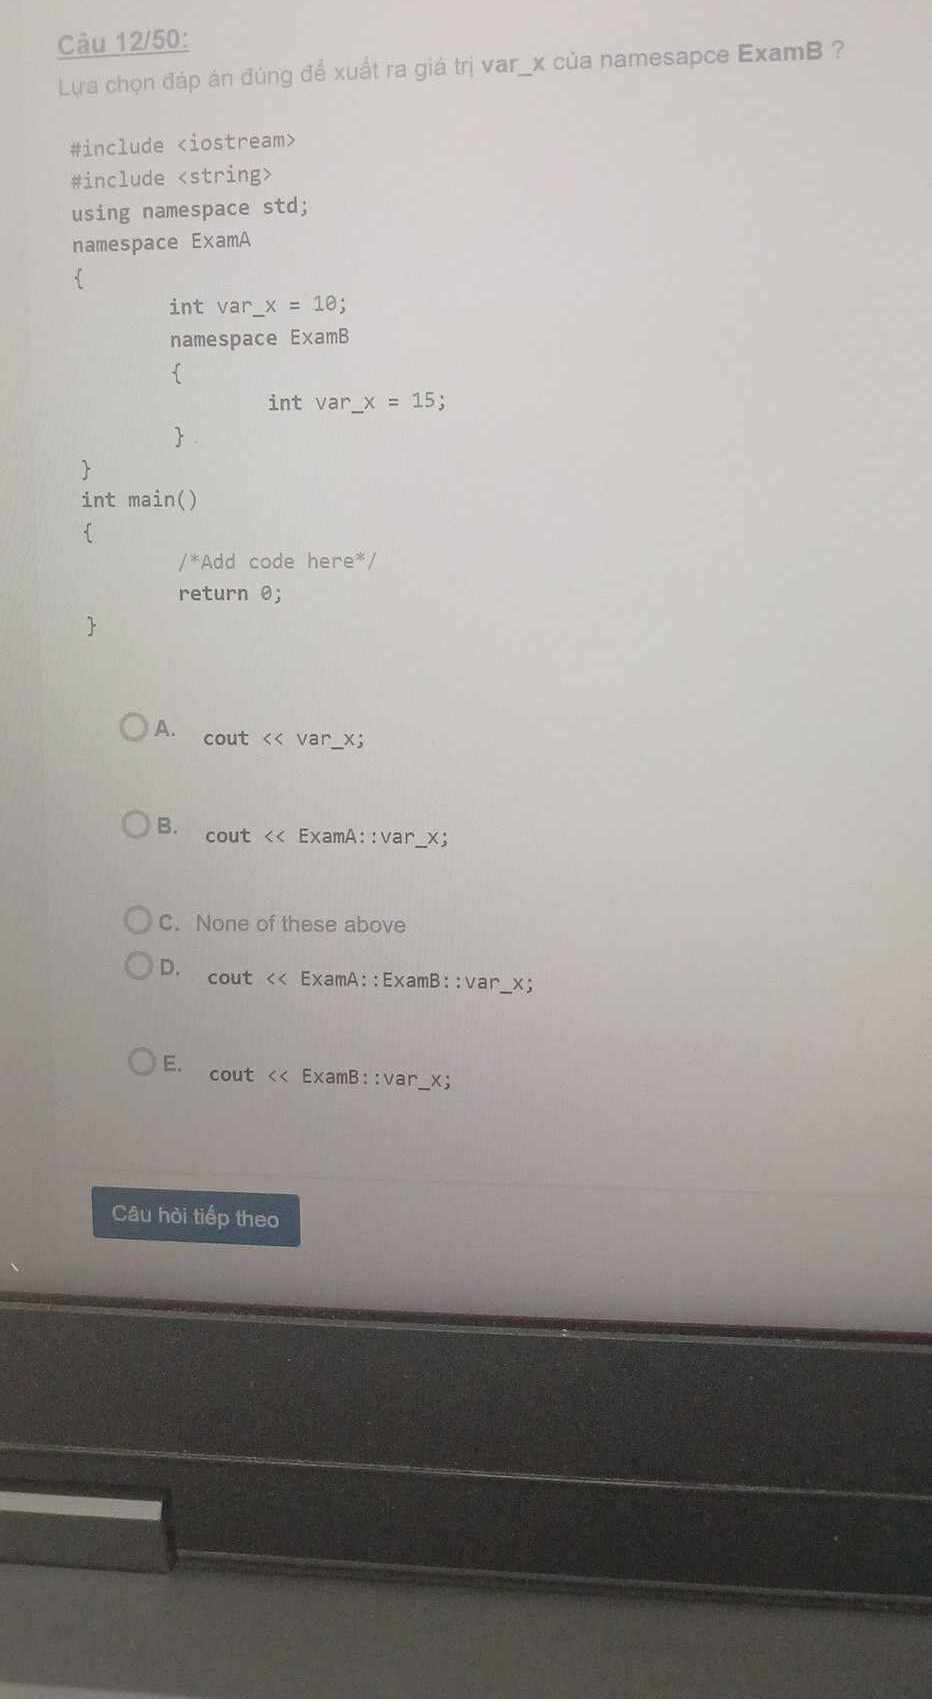 Câu 12/50:
Lựa chọn đáp án đúng để xuất ra giá trị var_x của namesapce ExamB ?
#include <iostream>
#include <string>
using namespace std;
namespace ExamA
{
int var_x = 10;
namespace ExamB
{
int var_x = 15;
}
}
int main()
{
/*Add code here*/
return 0;
}
A. cout << var_x;
B. cout << ExamA::var_x;
C. None of these above
D. cout << ExamA::ExamB::var_x;
E. cout << ExamB::var_x;
Câu hỏi tiếp theo